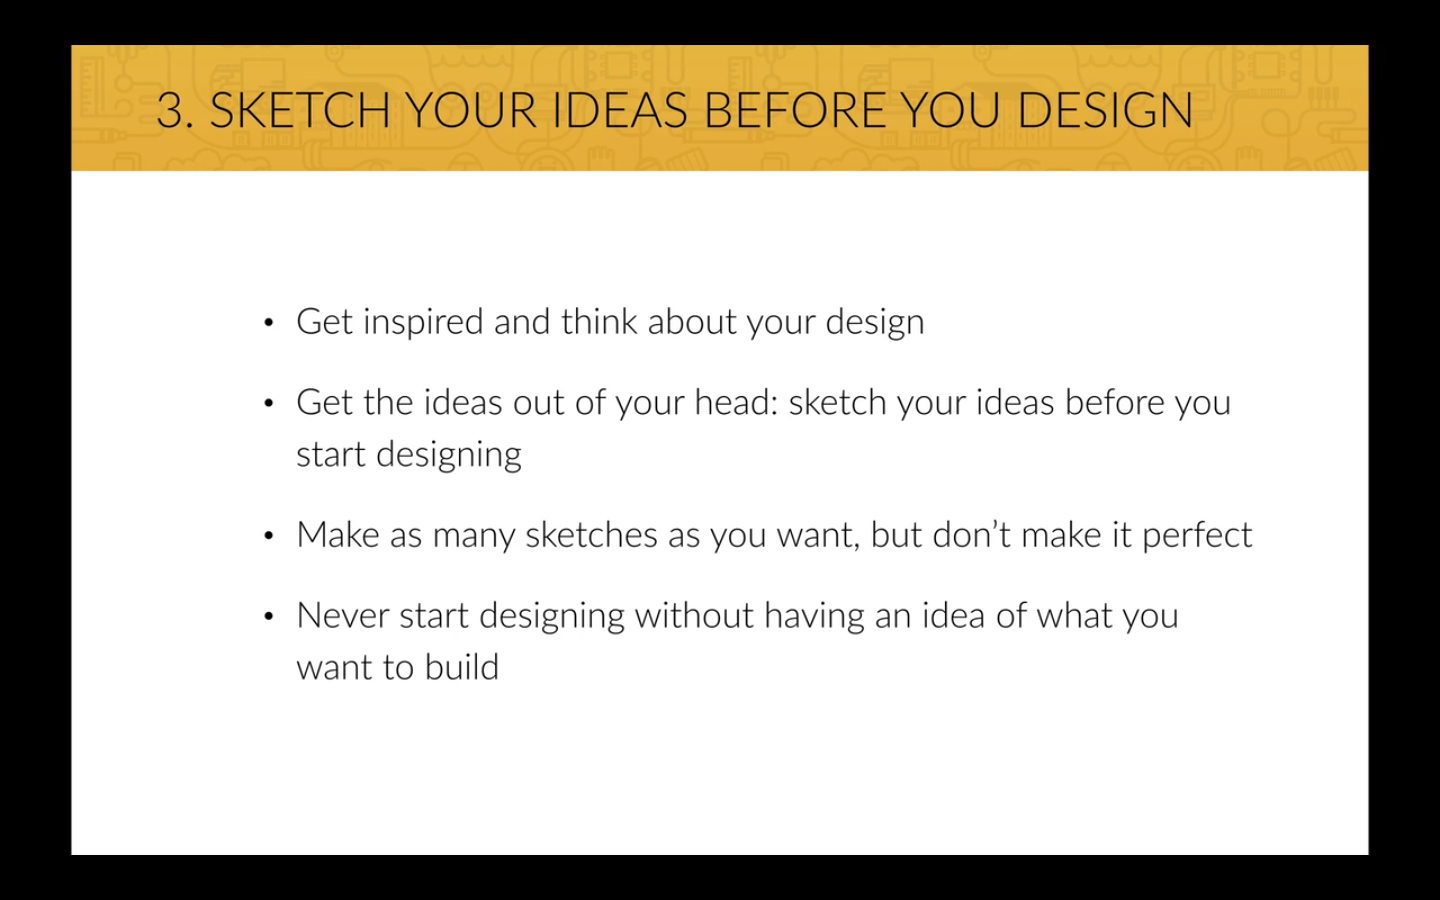 3. SKETCH YOUR IDEAS BEFORE YOU DESIGN
• Get inspired and think about your design
• Get the ideas out of your head: sketch your ideas before you
start designing
• Make as many sketches as you want, but don’t make it perfect
• Never start designing without having an idea of what you
want to build